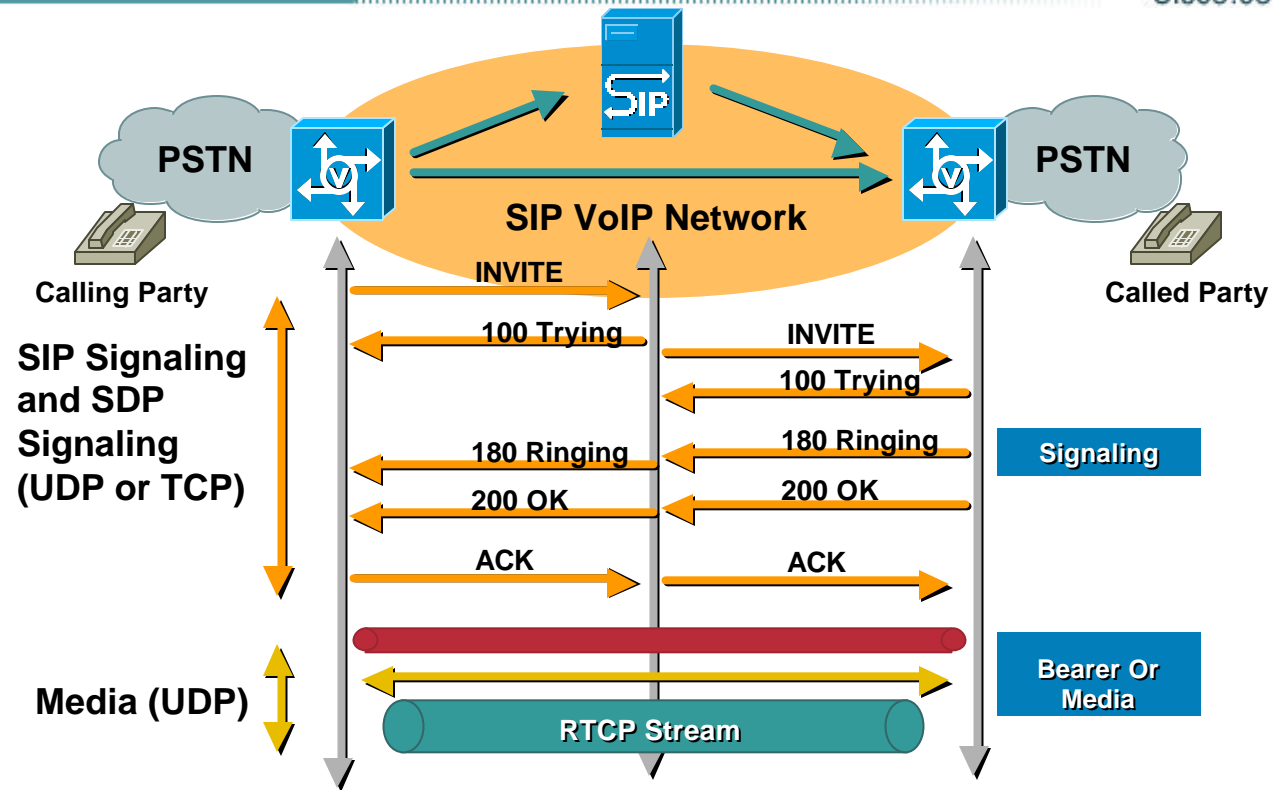 SIP
PSTN
PSTN
V
V
SIP VoIP Network
Calling Party
Called Party
INVITE
100 Trying
INVITE
100 Trying
SIP Signaling
and SDP
Signaling
(UDP or TCP)
180 Ringing
180 Ringing
Signaling
200 OK
200 OK
ACK
ACK
Media (UDP)
Bearer Or
Media
RTCP Stream